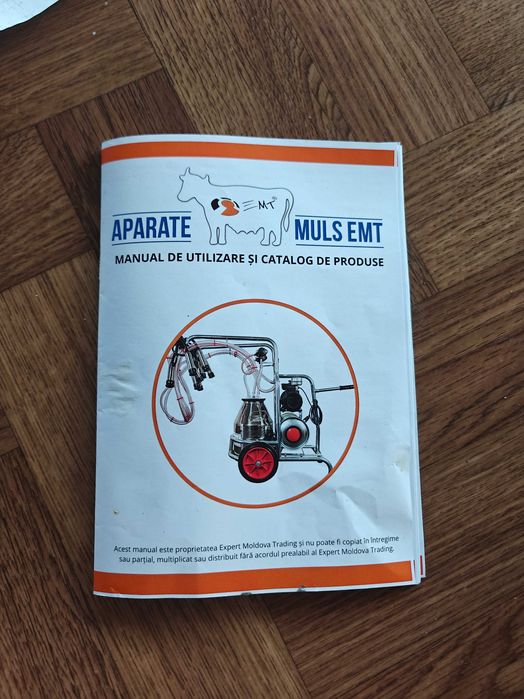 EMT
APARATE MULS EMT
MANUAL DE UTILIZARE ȘI CATALOG DE PRODUSE
Acest manual este proprietatea Expert Moldova Trading și nu poate fi copiat în întregime
sau parțial, multiplicat sau distribuit fără acordul prealabil al Expert Moldova Trading.